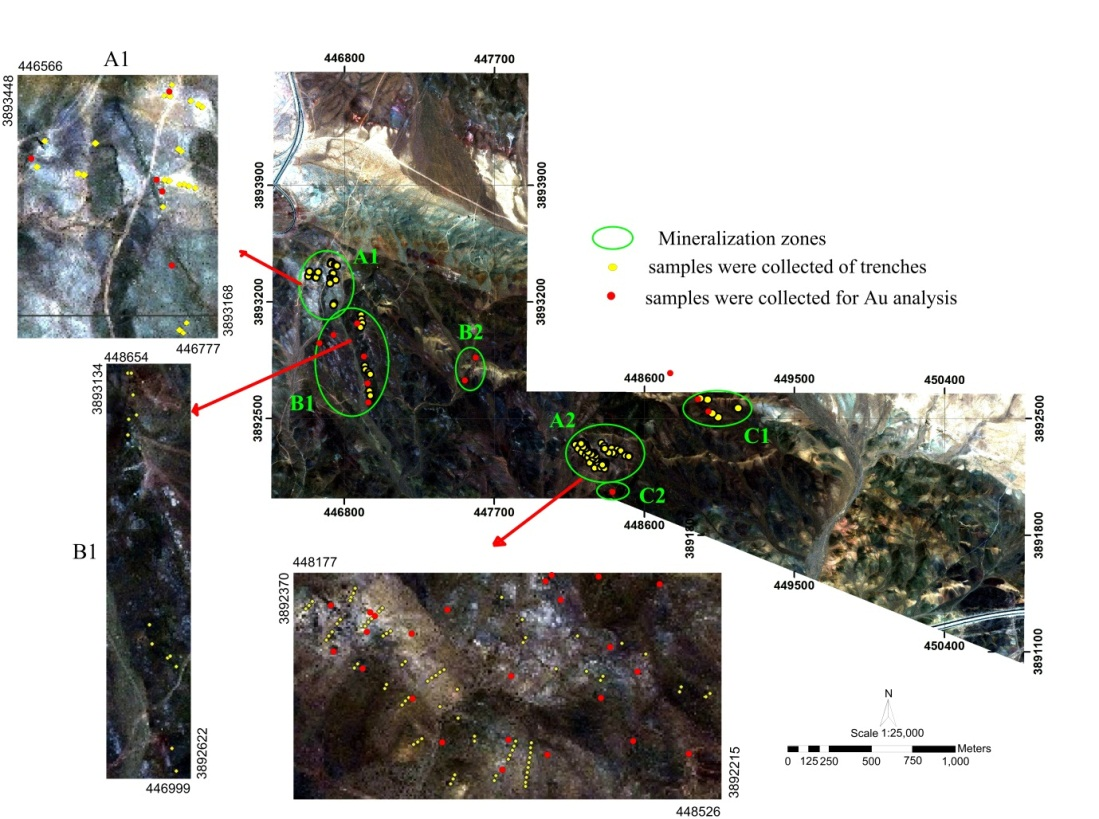 A1
446566
3893448
3893168
446777
446800
447700
3893900
3893900
3893200
3893200
3892500
A1
B1
B2
A2
C1
C2
Mineralization zones
samples were collected of trenches
samples were collected for Au analysis
448600
449500
450400
3892500
3891800
3891100
446800
447700
448600
3891800
449500
450400
448654
3893134
B1
3892622
446999
448177
3892370
3892215
448526
N
Scale 1:25,000
Meters
0 125 250 500 750 1,000